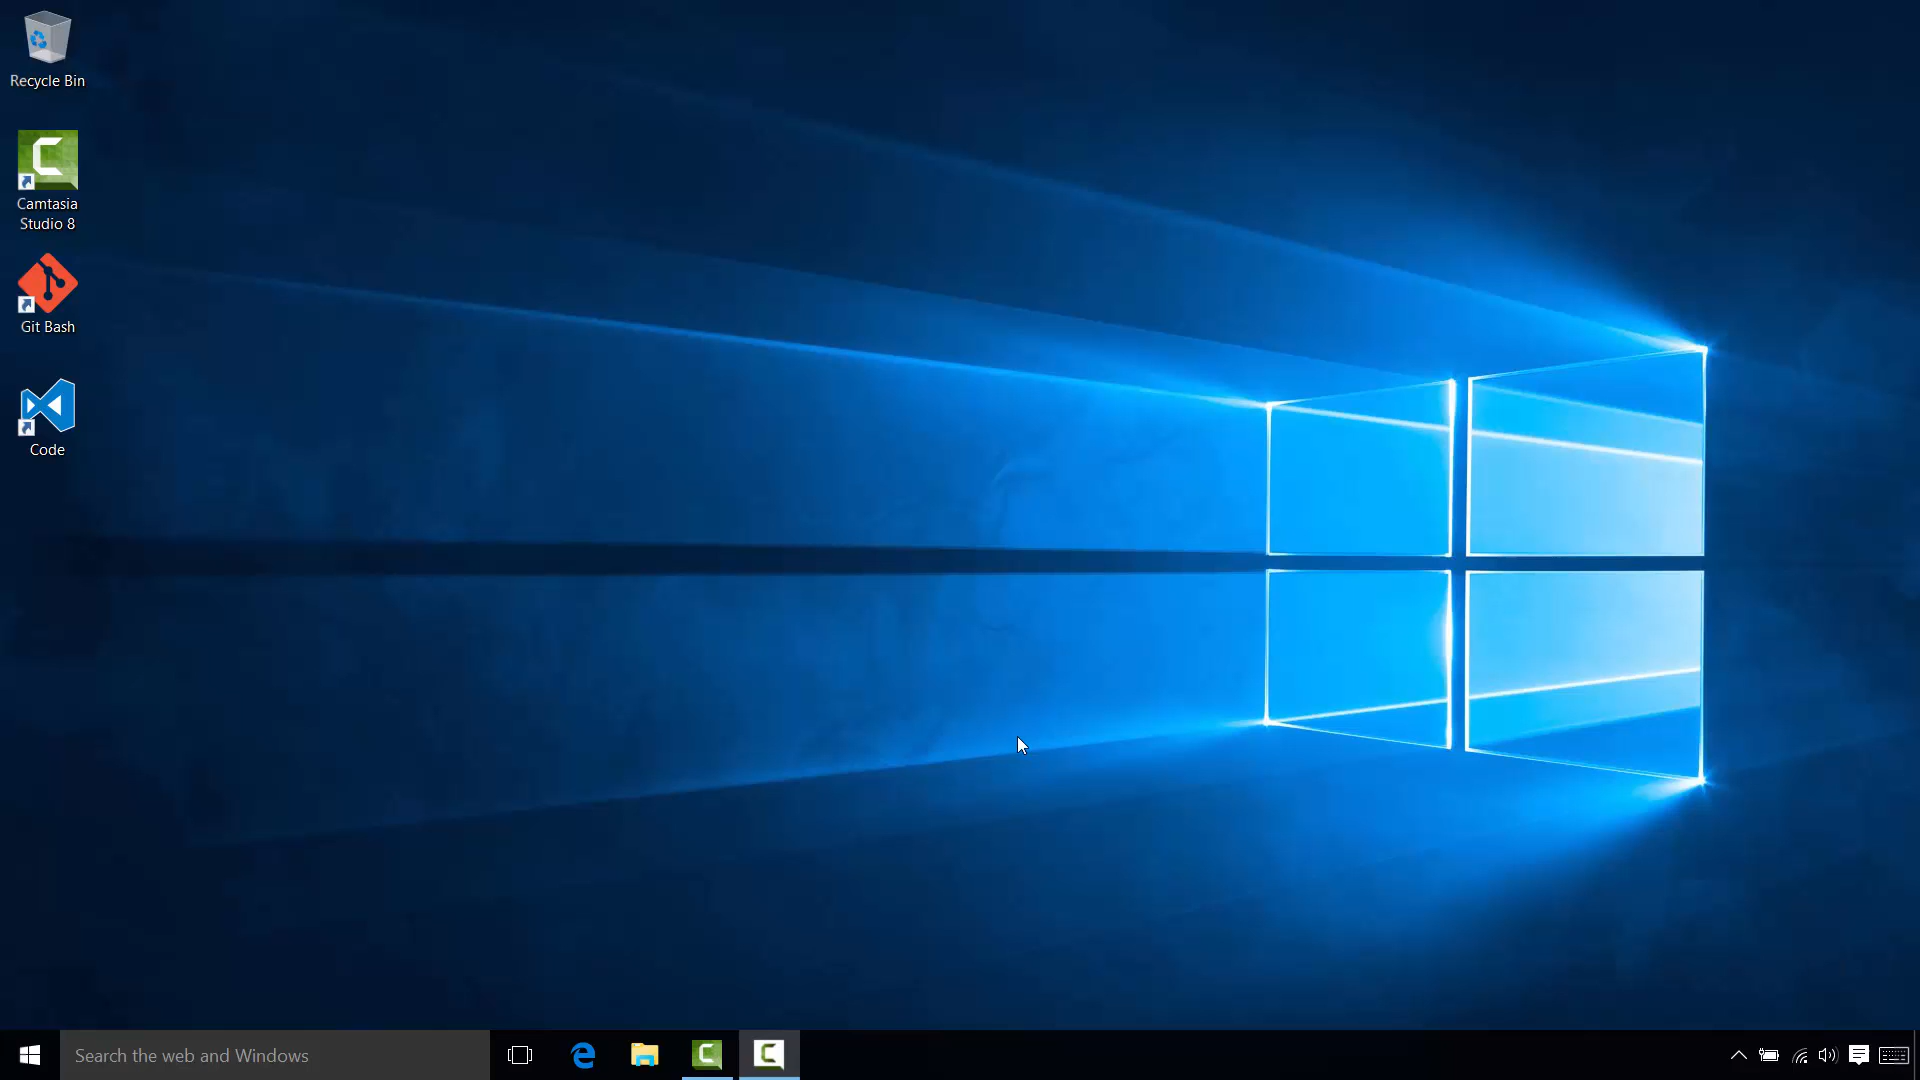 Recycle Bin
Camtasia
Studio 8
Git Bash
Code
Search the web and Windows